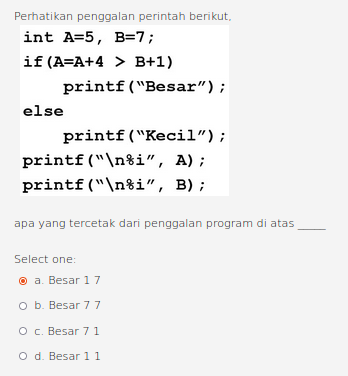 Perhatikan penggalan perintah berikut,
int A=5, B=7;
if(A=A+4 > B+1)
printf(“Besar”);
else
printf(“Kecil”);
printf(“\n%i”, A);
printf(“\n%i”, B);
apa yang tercetak dari penggalan program di atas _____
Select one:
a. Besar 1 7
b. Besar 7 7
c. Besar 7 1
d. Besar 1 1